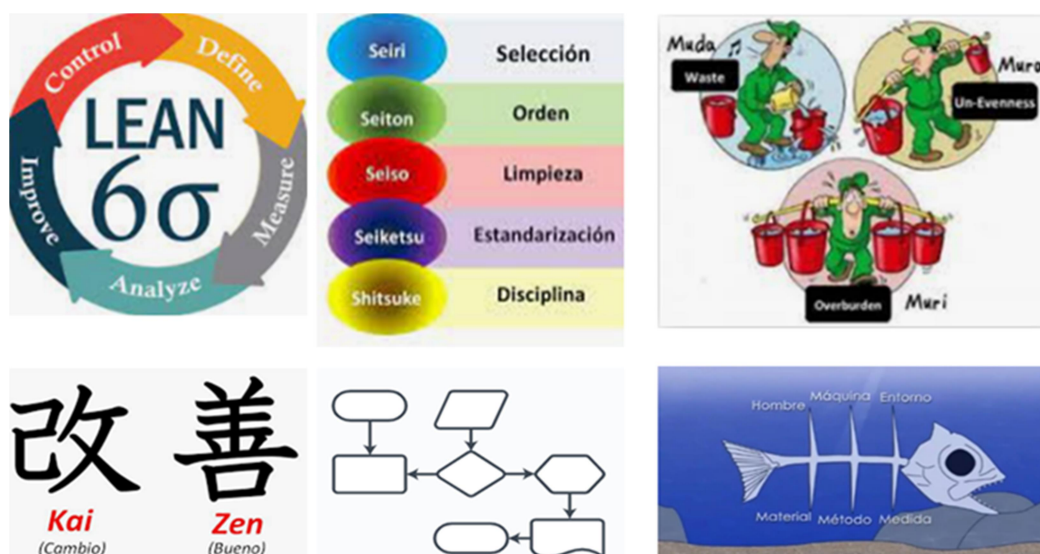 Control
Define
Measure
Analyze
Improve
LEAN
6σ
Seiri
Selección
Seiton
Orden
Seiso
Limpieza
Seiketsu
Estandarización
Shitsuke
Disciplina
Muda
Waste
Mura
Un-Evenness
Overburden
Muri
改 善
Kai Zen
(Cambio) (Bueno)
Hombre Máquina Entorno
Material Método Medida